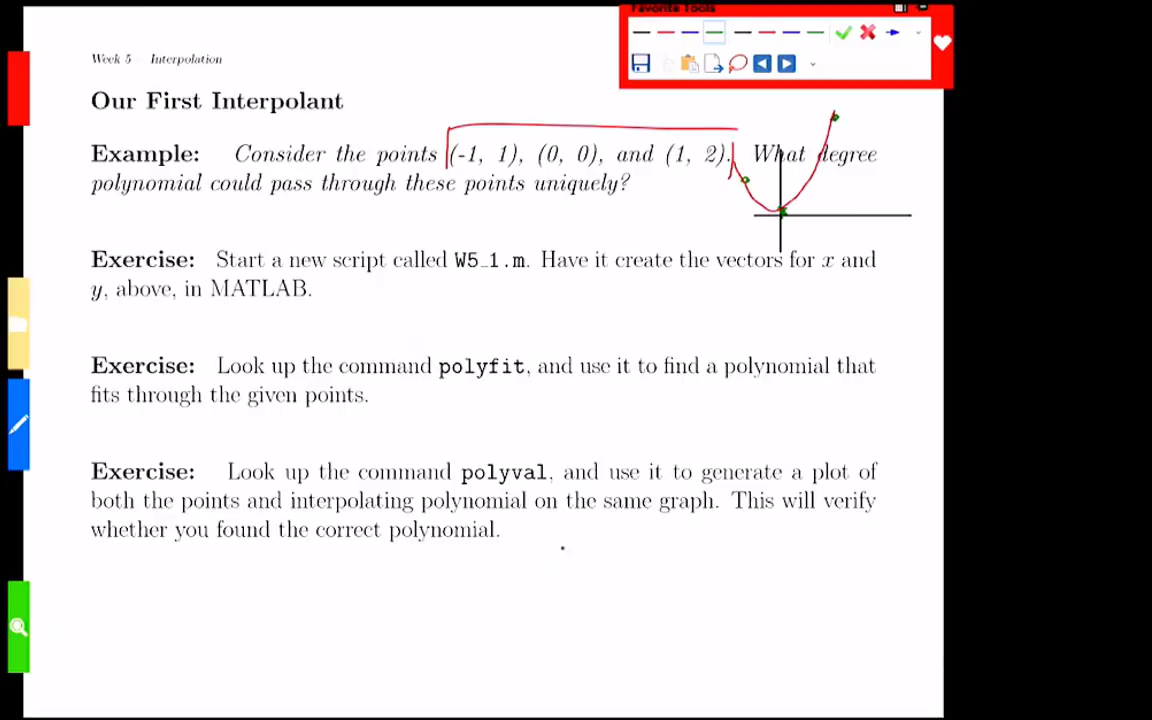 Favorite Tools
Week 5 Interpolation
Our First Interpolant
Example: Consider the points (-1, 1), (0, 0), and (1, 2). What degree
polynomial could pass through these points uniquely?
Exercise: Start a new script called W5_1.m. Have it create the vectors for x and
y, above, in MATLAB.
Exercise: Look up the command polyfit, and use it to find a polynomial that
fits through the given points.
Exercise: Look up the command polyval, and use it to generate a plot of
both the points and interpolating polynomial on the same graph. This will verify
whether you found the correct polynomial.